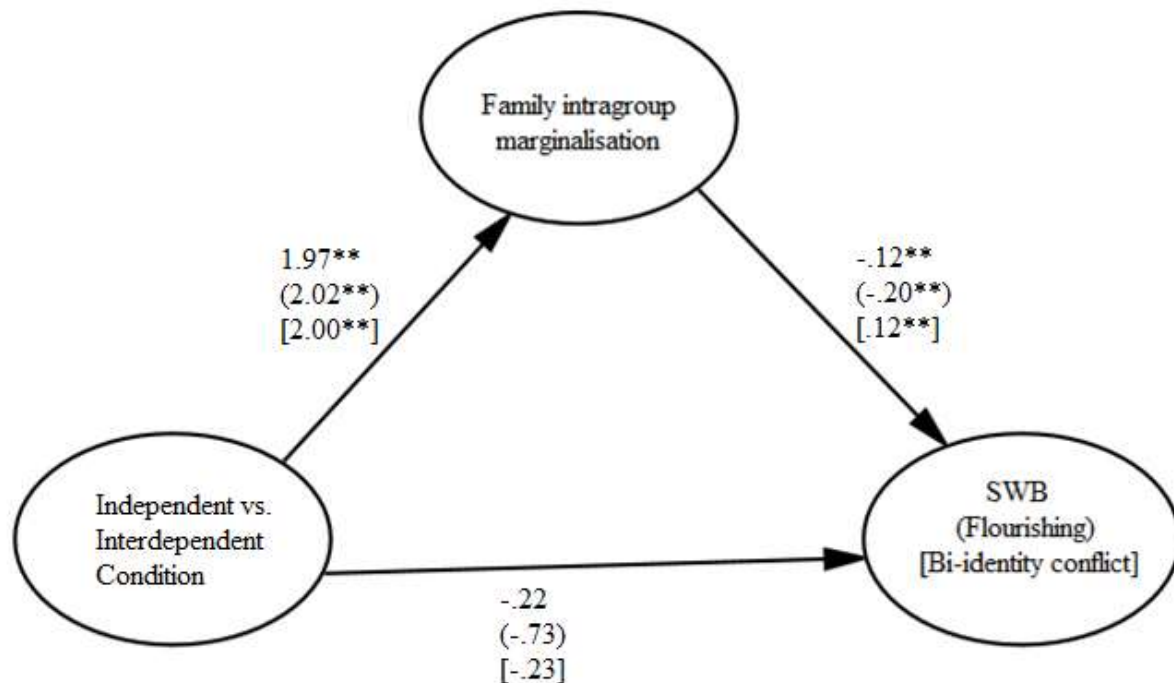 Family intragroup
marginalisation
1.97**
(2.02**)
[2.00**]
-.12**
(-.20**)
[.12**]
Independent vs.
Interdependent
Condition
SWB
(Flourishing)
[Bi-identity conflict]
-.22
(-.73)
[-.23]